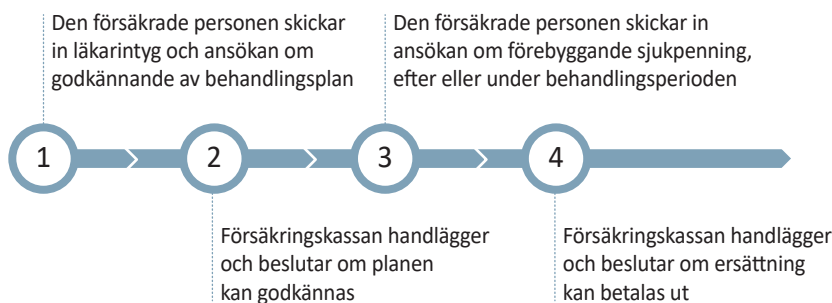 Den försäkrade personen skickar
in läkarintyg och ansökan om
godkännande av behandlingsplan
Den försäkrade personen skickar in
ansökan om förebyggande sjukpenning,
efter eller under behandlingsperioden
1
2
3
4
Försäkringskassan handlägger
och beslutar om planen
kan godkännas
Försäkringskassan handlägger
och beslutar om ersättning
kan betalas ut